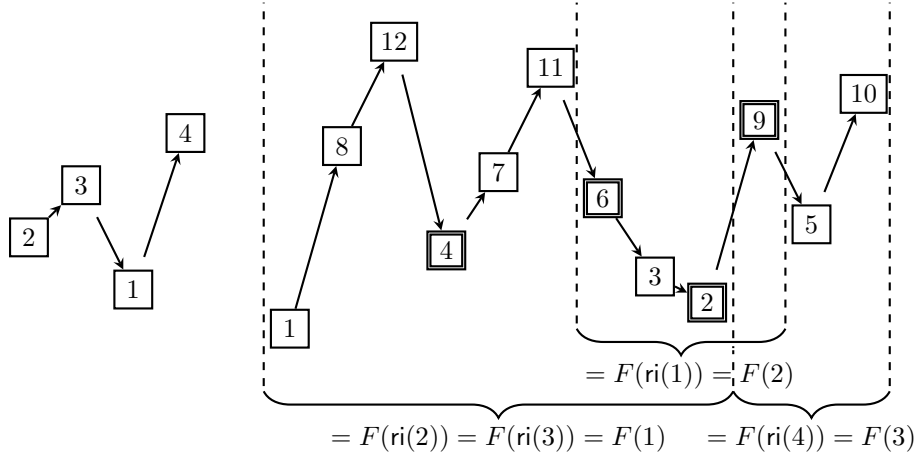 2 3 1 4
1 8 12 4 7 11 6 3 2 9 5 10
= F(ri(1)) = F(2)
= F(ri(2)) = F(ri(3)) = F(1) = F(ri(4)) = F(3)